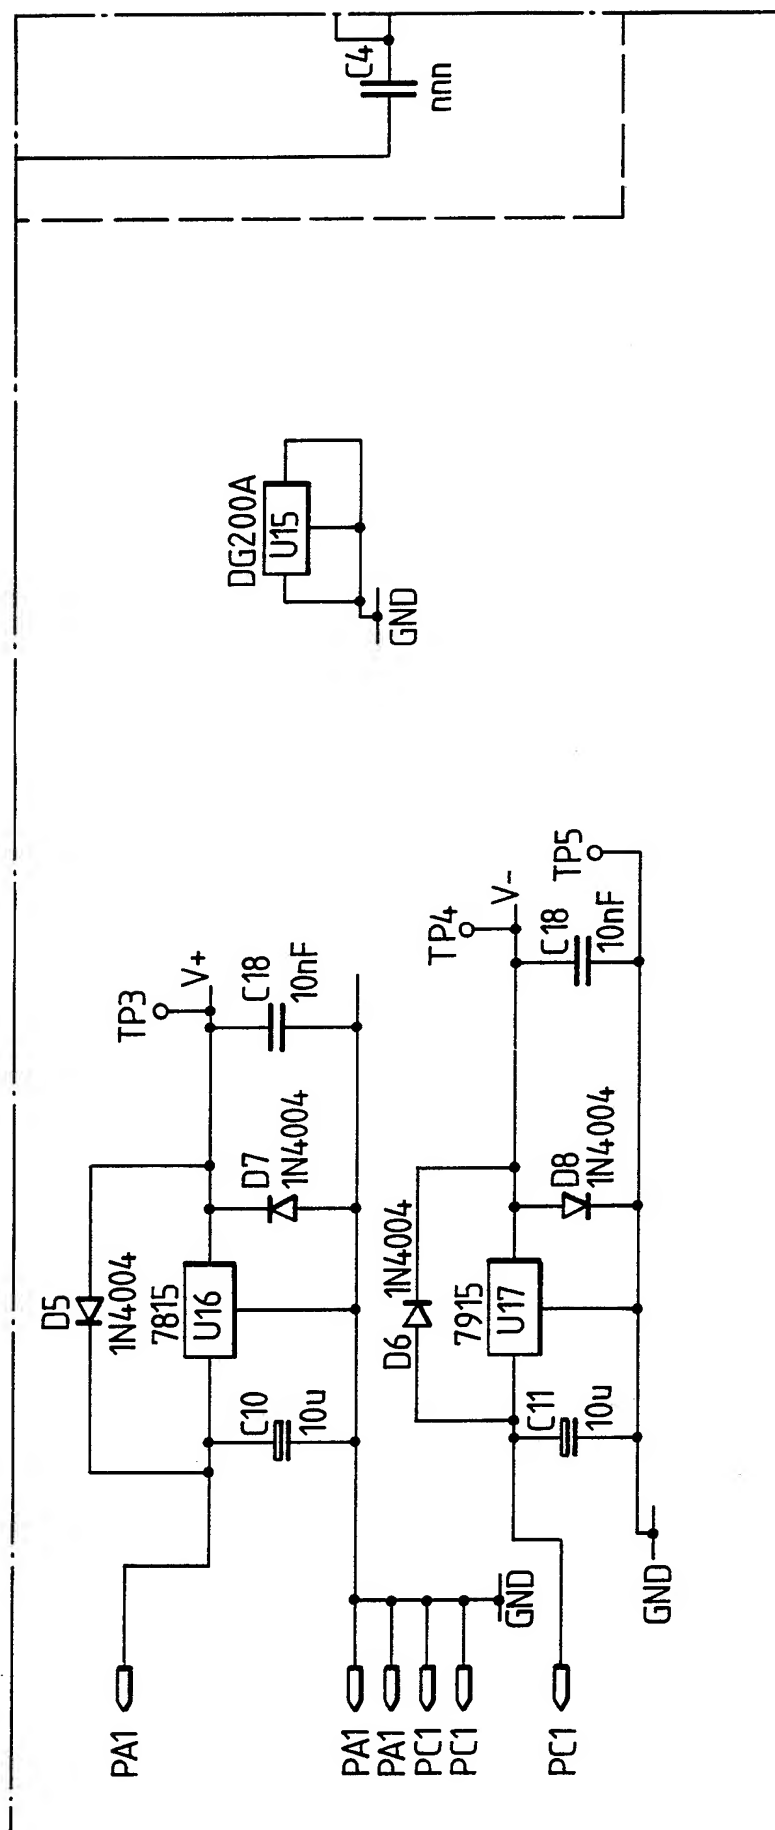 C4
nnn
DG200A
U15
GND
TP3
V+
C18
10nF
D7
1N4004
D5
1N4004
7815
U16
C10
10u
PA1
TP4
V-
TP5
C18
10nF
D8
1N4004
D6
1N4004
7915
U17
C11
10u
GND
GND
PA1
PA1
PC1
PC1
PC1